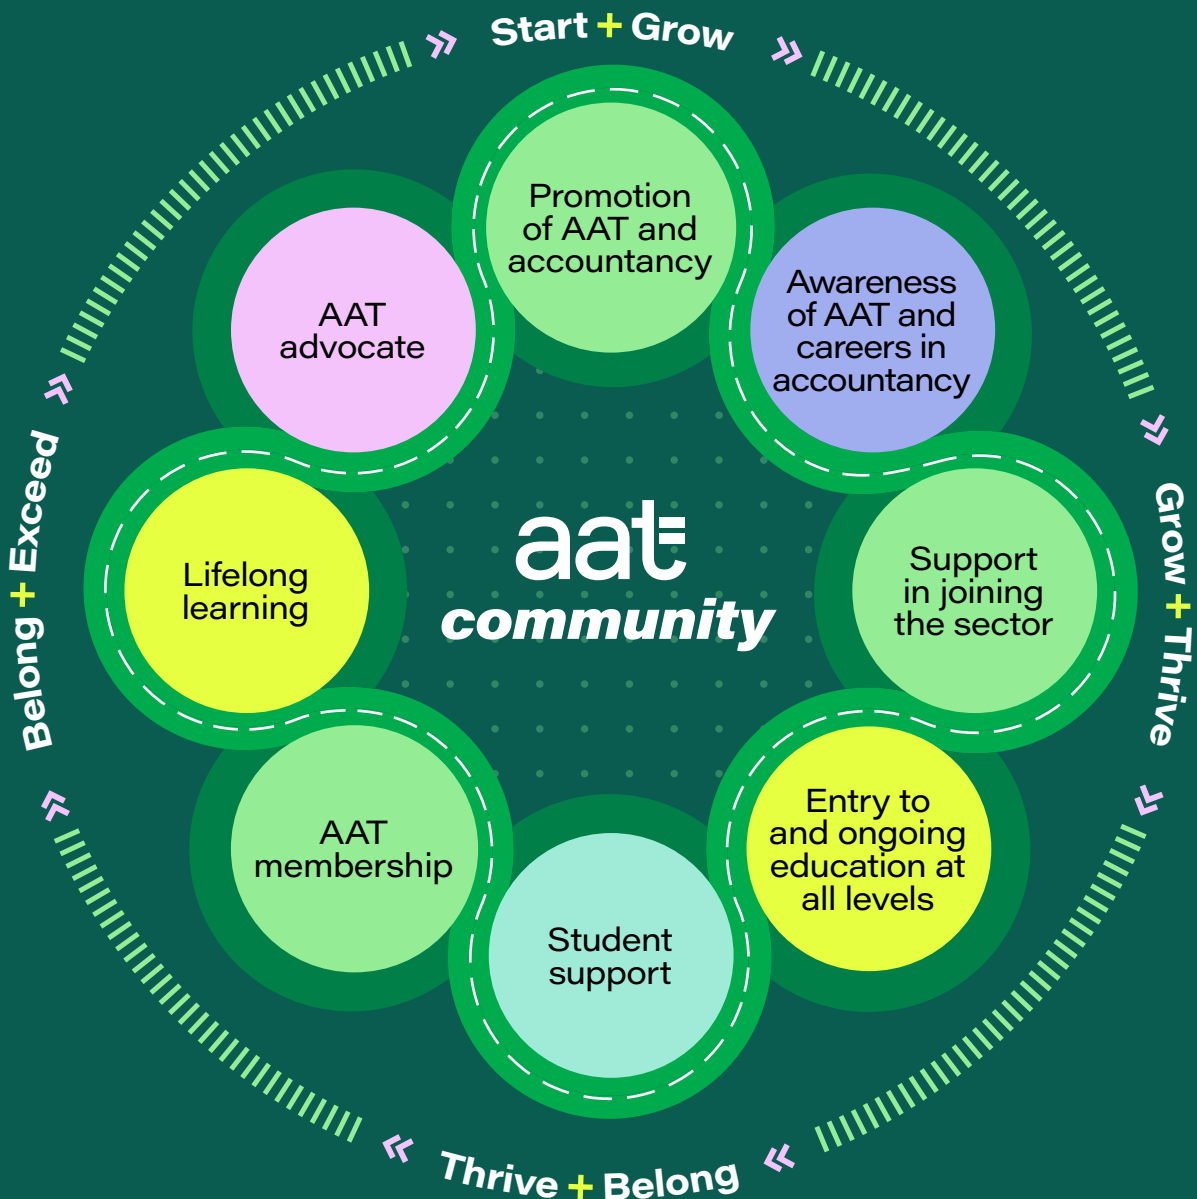 Start + Grow
Promotion
of AAT and
accountancy
Awareness
of AAT and
careers in
accountancy
Grow + Thrive
Support
in joining
the sector
Entry to
and ongoing
education at
all levels
Thrive + Belong
Student
support
AAT
membership
Belong + Exceed
Lifelong
learning
AAT
advocate
aat
community